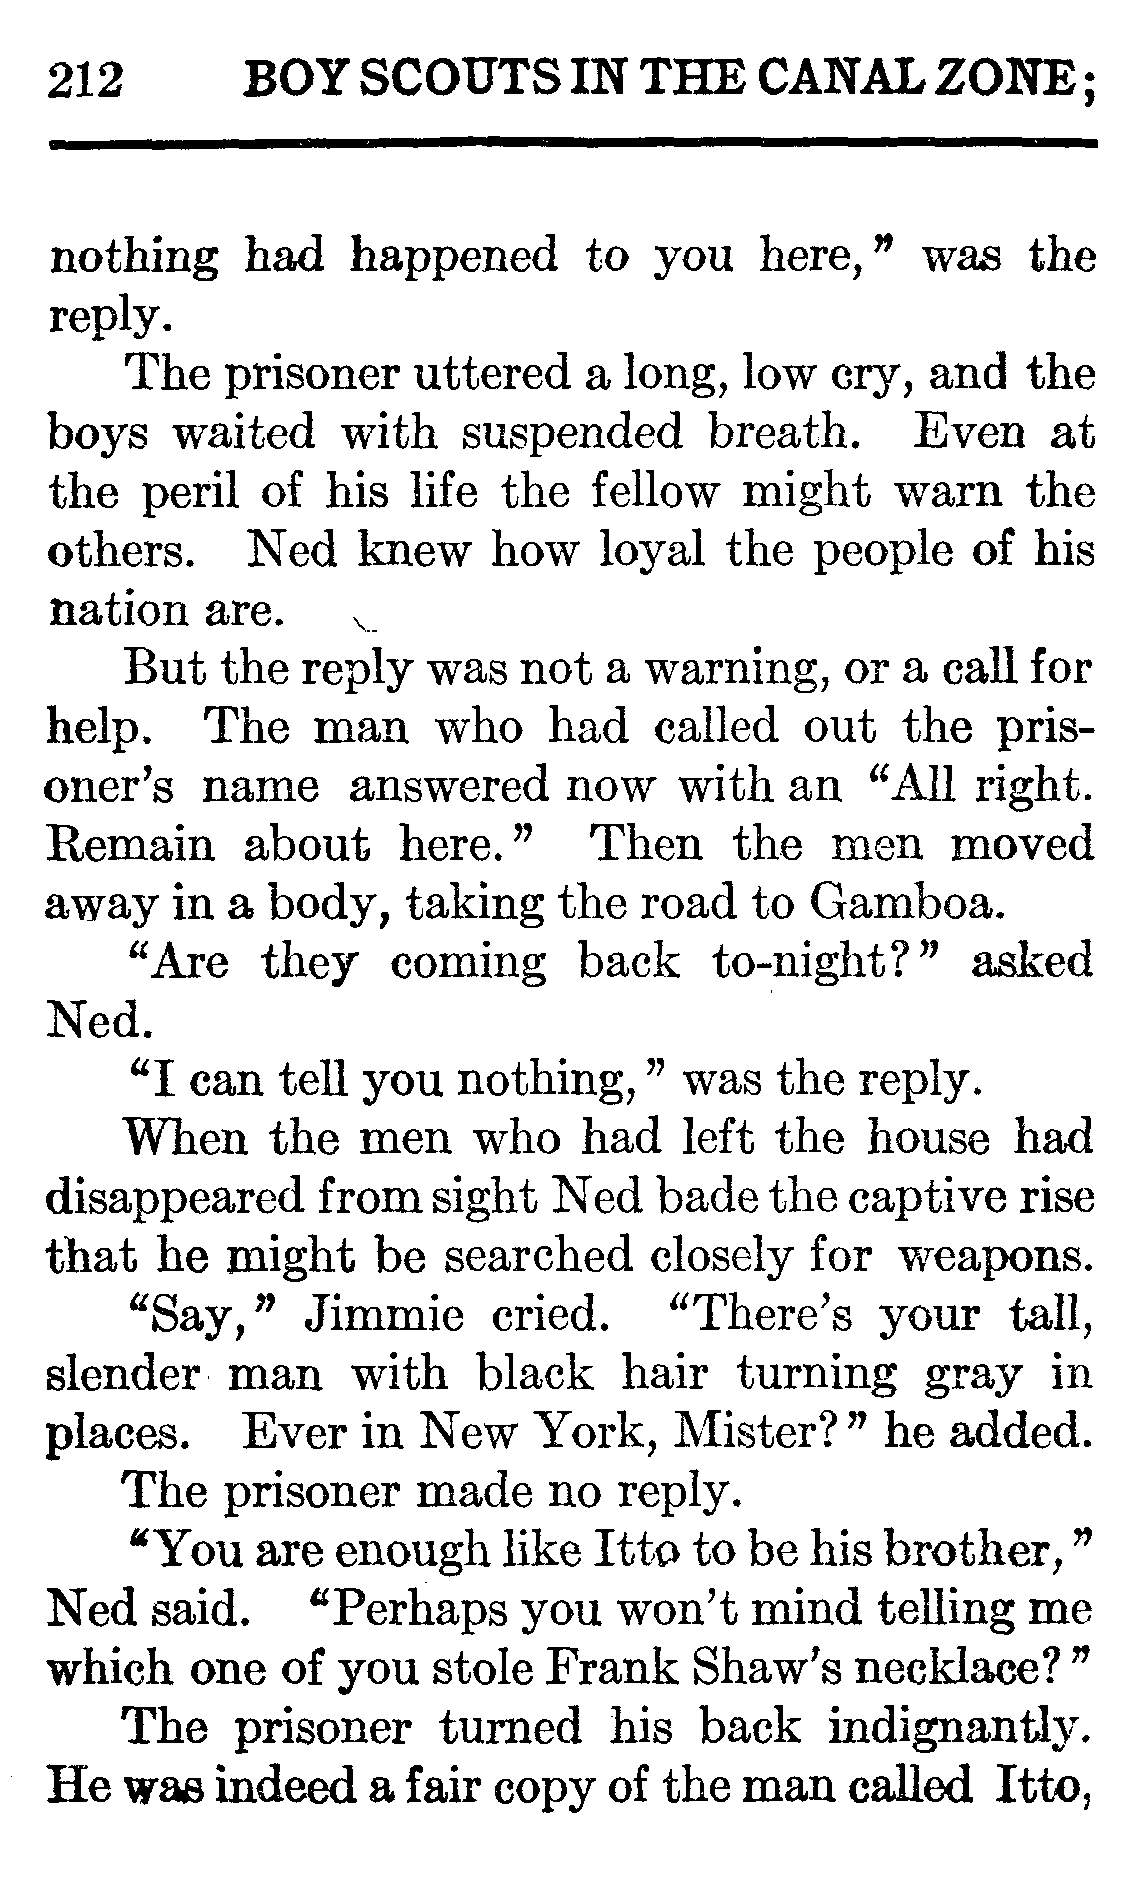 212 BOY SCOUTS IN THE CANAL ZONE;
nothing had happened to you here," was the
reply.
The prisoner uttered a long, low cry, and the
boys waited with suspended breath. Even at
the peril of his life the fellow might warn the
others. Ned knew how loyal the people of his
nation are.
But the reply was not a warning, or a call for
help. The man who had called out the pris-
oner's name answered now with an "All right.
Remain about here." Then the men moved
away in a body, taking the road to Gamboa.
"Are they coming back to-night?" asked
Ned.
"I can tell you nothing," was the reply.
When the men who had left the house had
disappeared from sight Ned bade the captive rise
that he might be searched closely for weapons.
"Say," Jimmie cried. "There's your tall,
slender man with black hair turning gray in
places. Ever in New York, Mister?" he added.
The prisoner made no reply.
"You are enough like Itto to be his brother,"
Ned said. "Perhaps you won't mind telling me
which one of you stole Frank Shaw's necklace?"
The prisoner turned his back indignantly.
He was indeed a fair copy of the man called Itto,